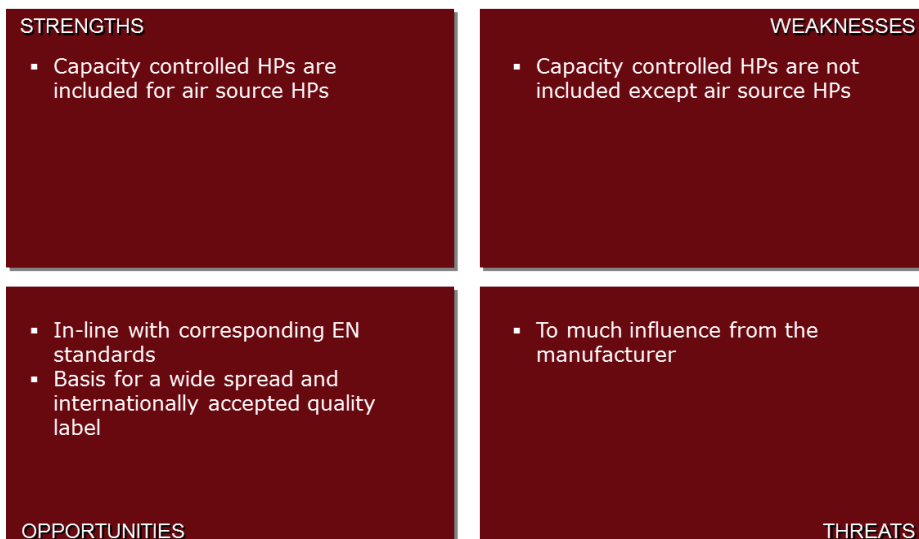 STRENGTHS
▪ Capacity controlled HPs are
included for air source HPs
WEAKNESSES
▪ Capacity controlled HPs are not
included except air source HPs
▪ In-line with corresponding EN
standards
▪ Basis for a wide spread and
internationally accepted quality
label
OPPORTUNITIES
▪ To much influence from the
manufacturer
THREATS